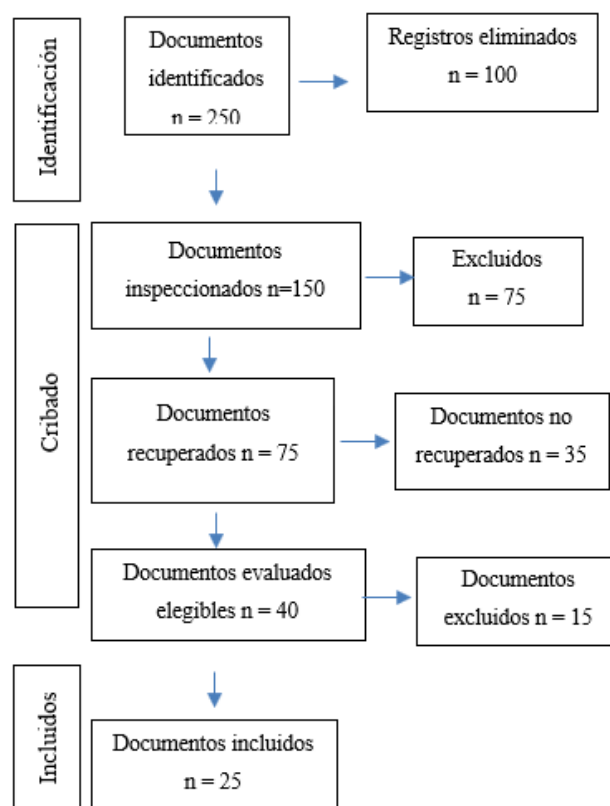 Identificación
Documentos
identificados
n = 250
Registros eliminados
n = 100
Cribado
Documentos
inspeccionados n=150
Excluidos
n = 75
Documentos
recuperados n = 75
Documentos no
recuperados n = 35
Documentos evaluados
elegibles n = 40
Documentos
excluidos n = 15
Incluidos
Documentos incluidos
n = 25